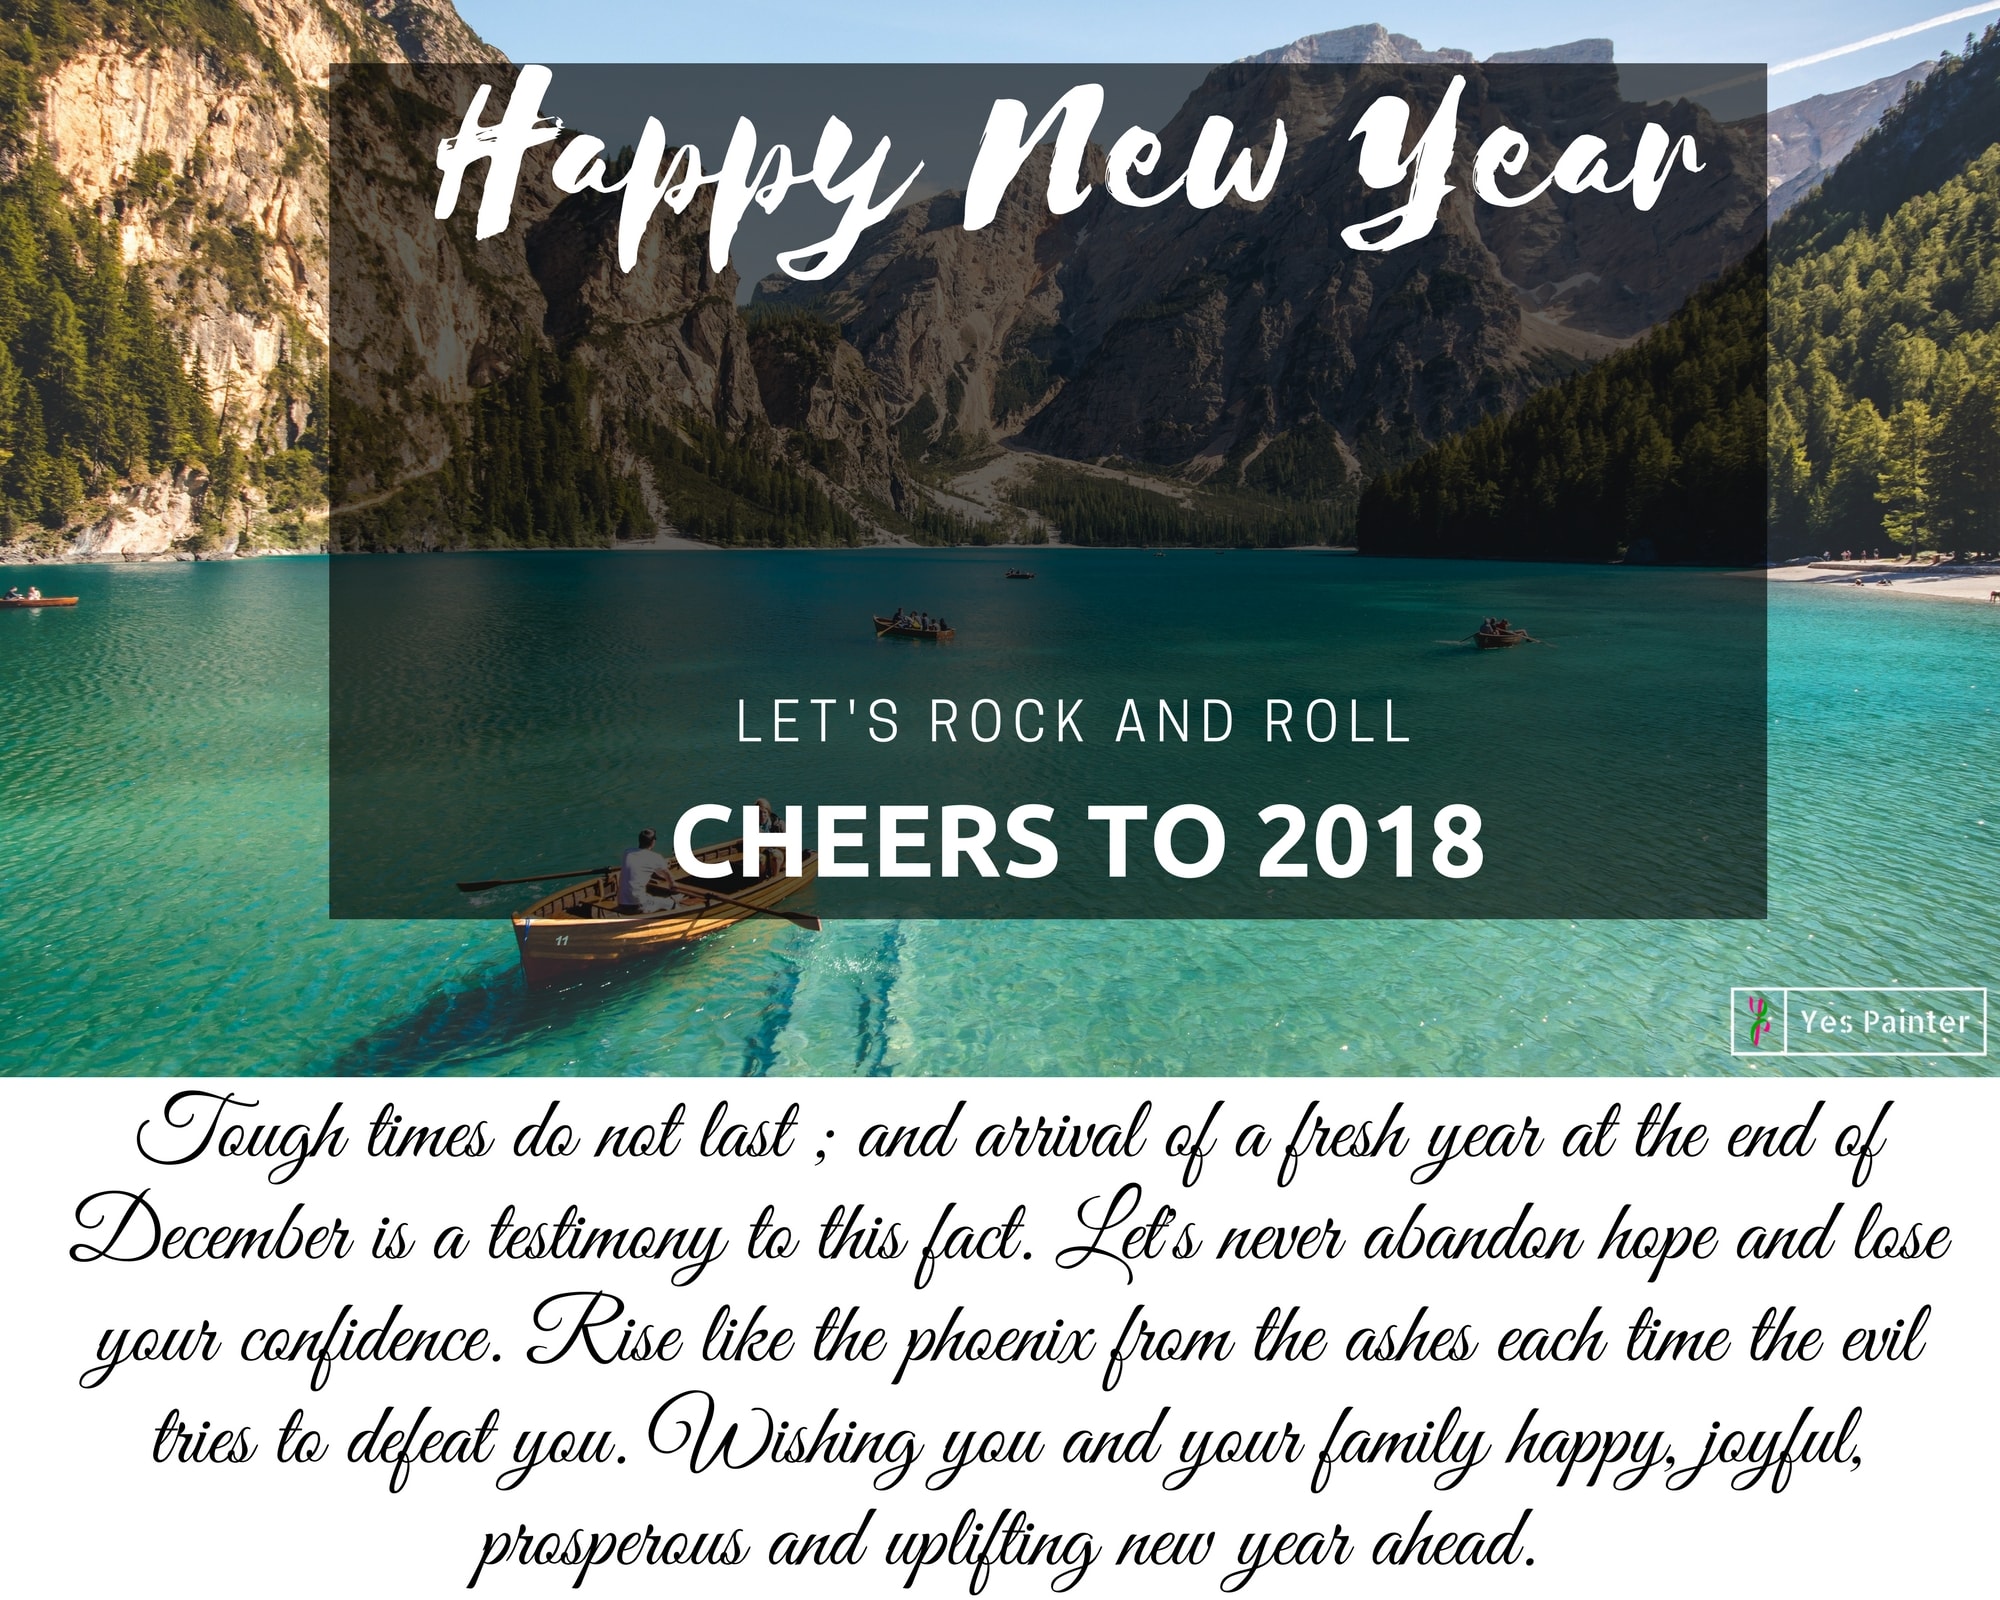 Happy New Year
LET'S ROCK AND ROLL
CHEERS TO 2018
11
Yes Painter
Tough times do not last ; and arrival of a fresh year at the end of
December is a testimony to this fact. Let's never abandon hope and lose
your confidence. Rise like the phoenix from the ashes each time the evil
tries to defeat you. Wishing you and your family happy, joyful,
prosperous and uplifting new year ahead.